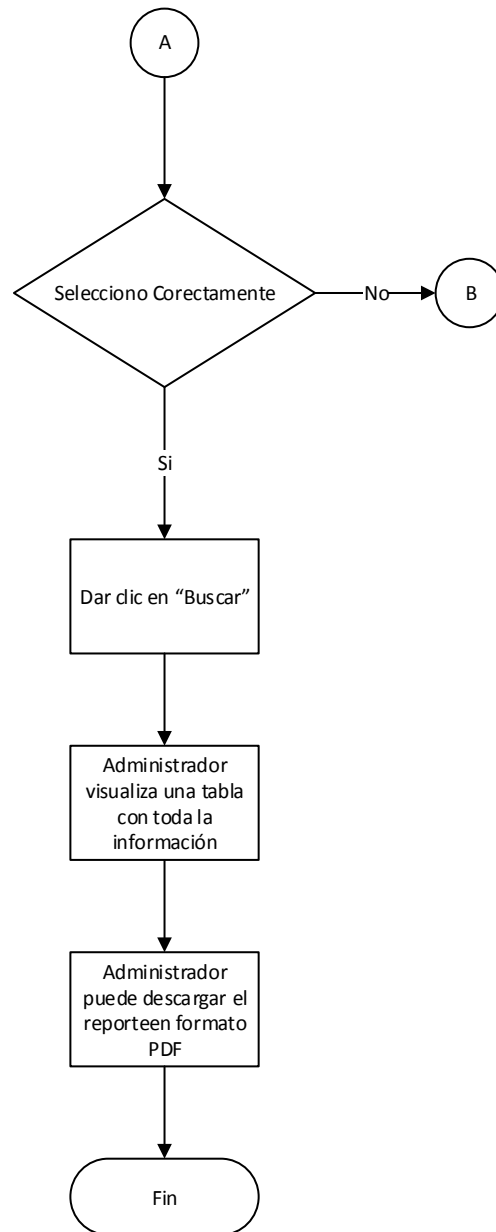 A
Selecciono Corectamente
No
B
Si
Dar clic en “Buscar”
Administrador
visualiza una tabla
con toda la
información
Administrador
puede descargar el
reporteen formato
PDF
Fin